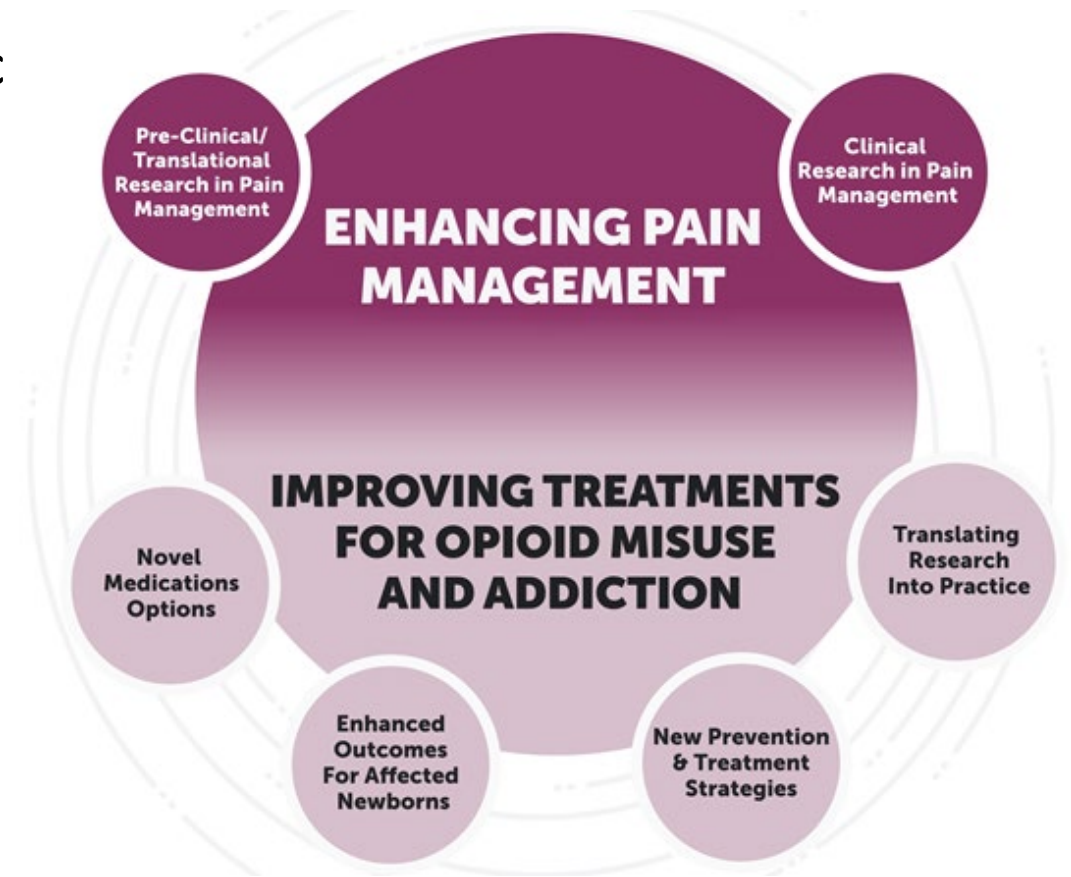 Pre-Clinical/
Translational
Research in Pain
Management
Clinical
Research in Pain
Management
ENHANCING PAIN
MANAGEMENT
IMPROVING TREATMENTS
FOR OPIOID MISUSE
AND ADDICTION
Novel
Medications
Options
Translating
Research
Into Practice
Enhanced
Outcomes
For Affected
Newborns
New Prevention
& Treatment
Strategies